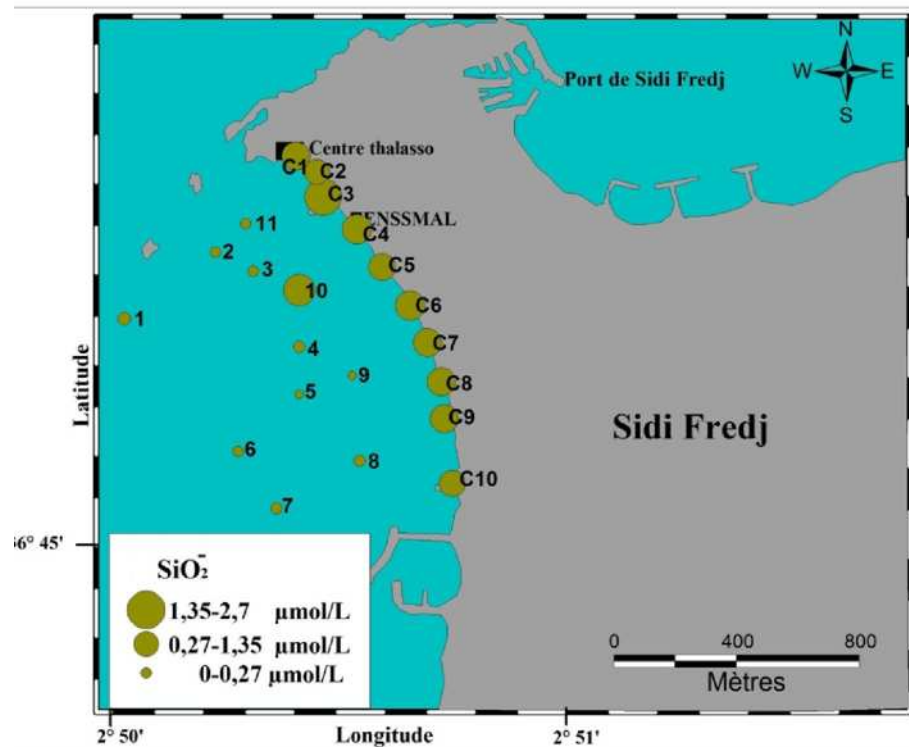 N
W E
S
Port de Sidi Fredj
Centre thalasso
C1
C2
C3
ENSSMAL
C4
11
2
3
C5
10
C6
1
4
C7
9
C8
5
C9
6
8
C10
7
Sidi Fredj
Latitude
36° 45'
SiO₂⁻
1,35-2,7 µmol/L
0,27-1,35 µmol/L
0-0,27 µmol/L
0 400 800
Mètres
2° 50' Longitude 2° 51'